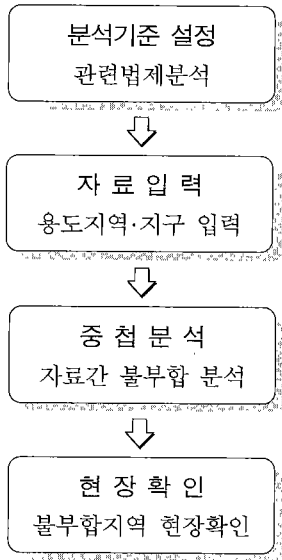 분석기준 설정
관련법제분석
자 료 입 력
용도지역·지구 입력
중 첩 분 석
자료간 불부합 분석
현 장 확 인
불부합지역 현장확인